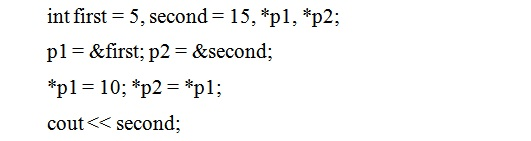 int first = 5, second = 15, *p1, *p2;
p1 = &first; p2 = &second;
*p1 = 10; *p2 = *p1;
cout << second;